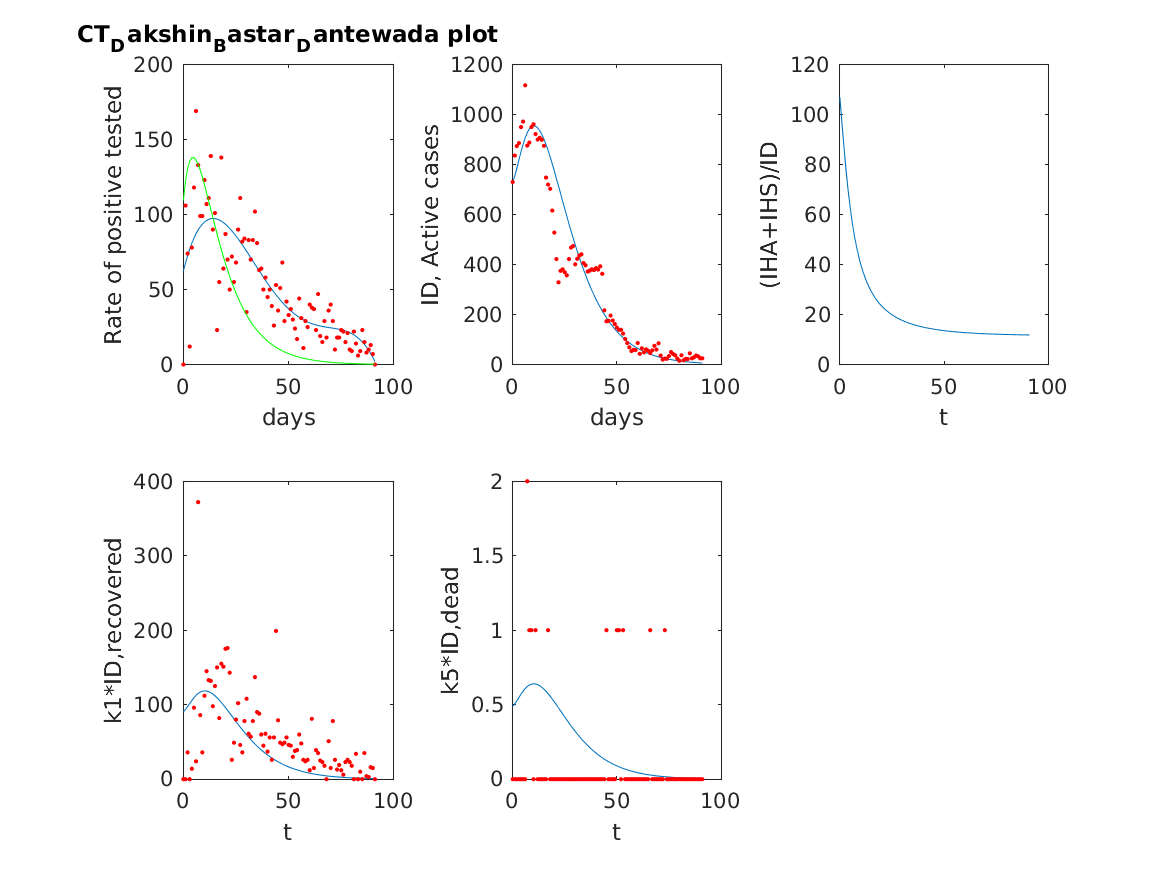 CT_Dakshin_Bastar_Dantewada plot
200
150
100
50
0
Rate of positive tested
0 50 100
days
1200
1000
800
600
400
200
0
ID, Active cases
0 50 100
days
120
100
80
60
40
20
0
(IHA+IHS)/ID
0 50 100
t
400
300
200
100
0
k1*ID,recovered
0 50 100
t
2
1.5
1
0.5
0
k5*ID,dead
0 50 100
t